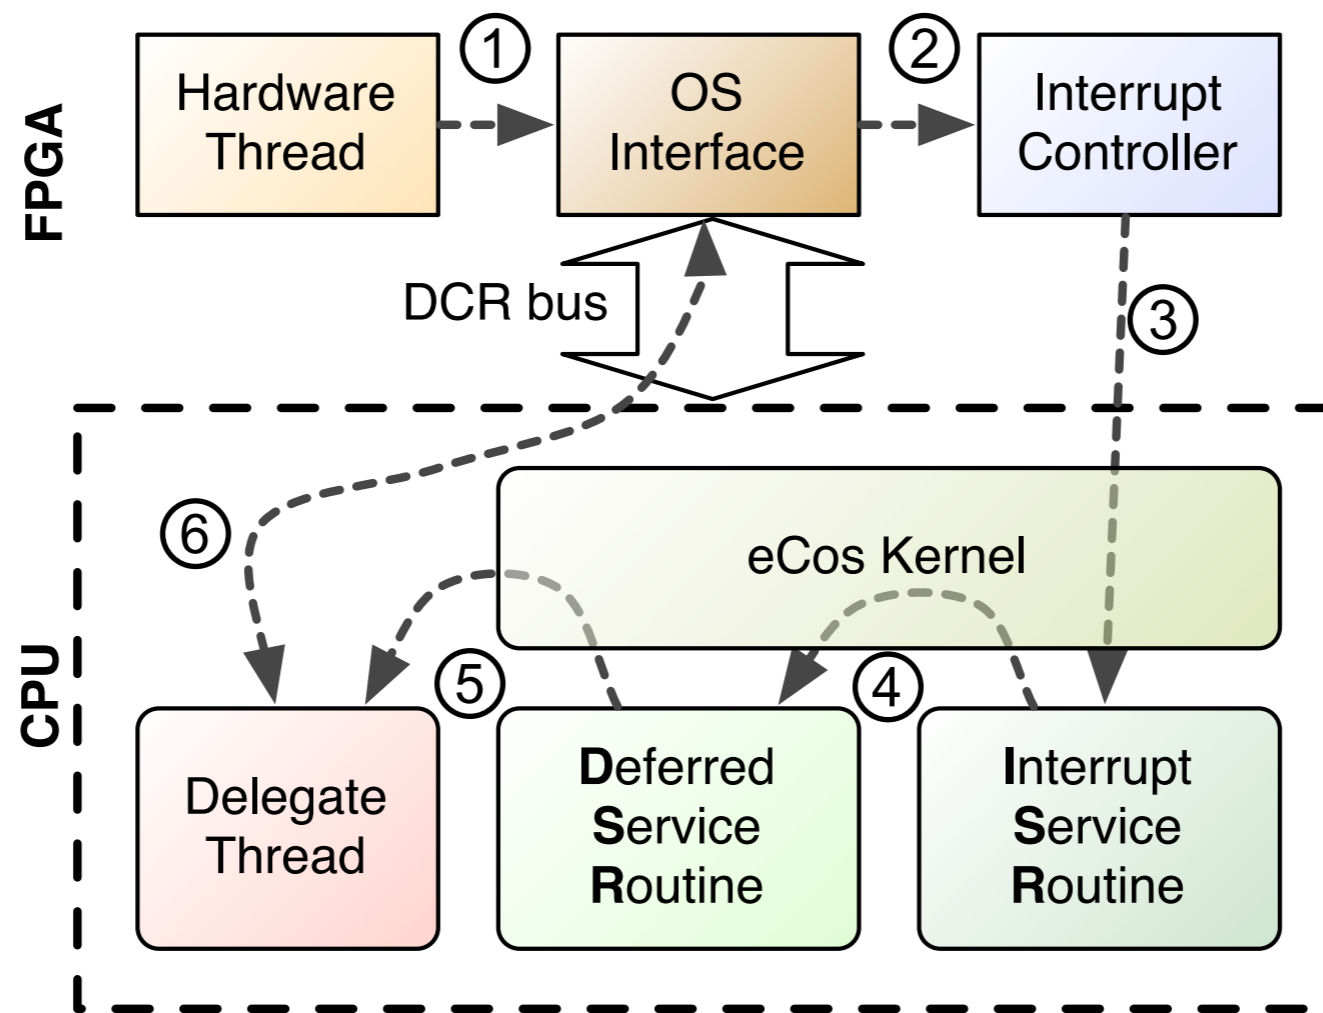 FPGA
1
2
Hardware
Thread
OS
Interface
Interrupt
Controller
DCR bus
3
6
eCos Kernel
CPU
5
4
Delegate
Thread
Deferred
Service
Routine
Interrupt
Service
Routine